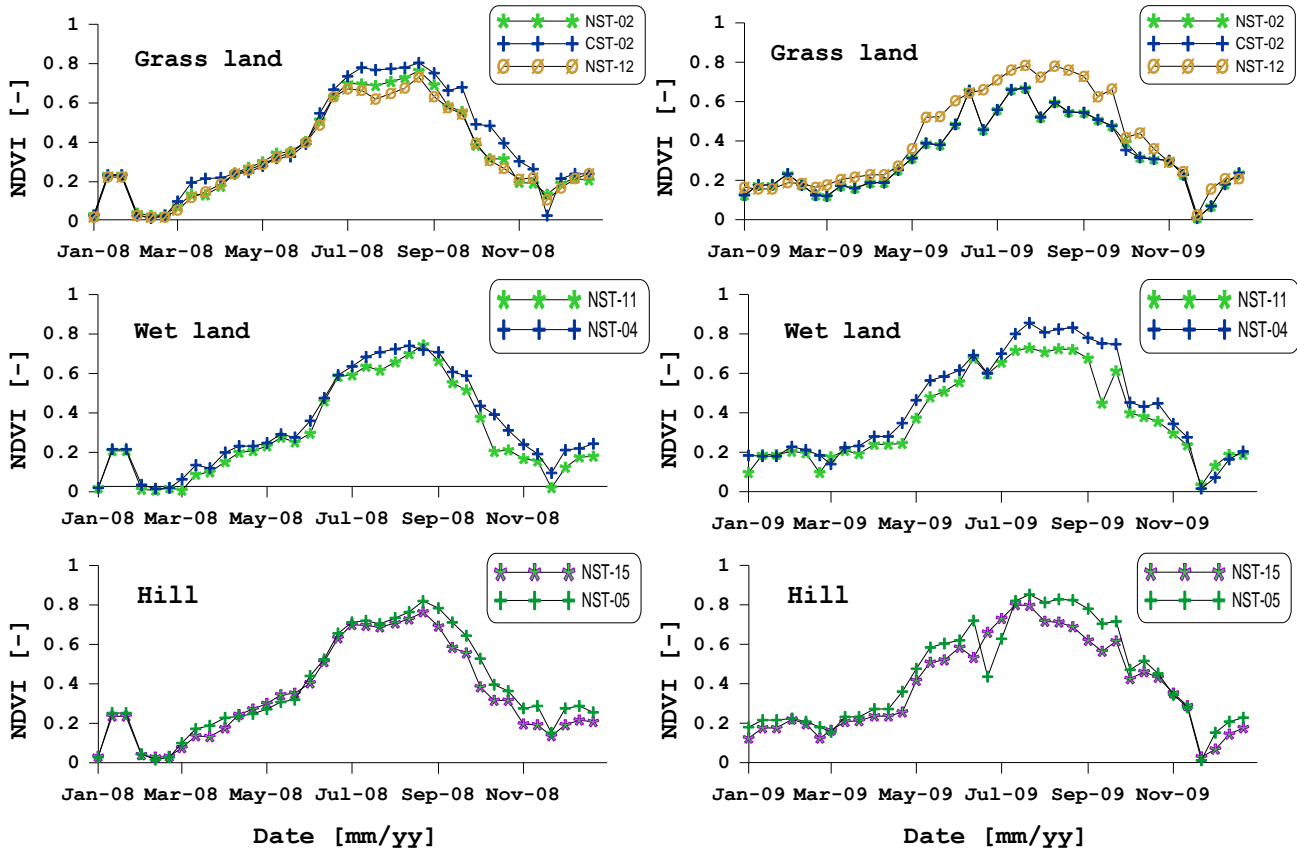 Grass land
NST-02
CST-02
NST-12
NDVI [-]
1
0.8
0.6
0.4
0.2
0
Jan-08 Mar-08 May-08 Jul-08 Sep-08 Nov-08
Grass land
NST-02
CST-02
NST-12
NDVI [-]
1
0.8
0.6
0.4
0.2
0
Jan-09 Mar-09 May-09 Jul-09 Sep-09 Nov-09
Wet land
NST-11
NST-04
NDVI [-]
1
0.8
0.6
0.4
0.2
0
Jan-08 Mar-08 May-08 Jul-08 Sep-08 Nov-08
Wet land
NST-11
NST-04
NDVI [-]
1
0.8
0.6
0.4
0.2
0
Jan-09 Mar-09 May-09 Jul-09 Sep-09 Nov-09
Hill
NST-15
NST-05
NDVI [-]
1
0.8
0.6
0.4
0.2
0
Jan-08 Mar-08 May-08 Jul-08 Sep-08 Nov-08
Date [mm/yy]
Hill
NST-15
NST-05
NDVI [-]
1
0.8
0.6
0.4
0.2
0
Jan-09 Mar-09 May-09 Jul-09 Sep-09 Nov-09
Date [mm/yy]